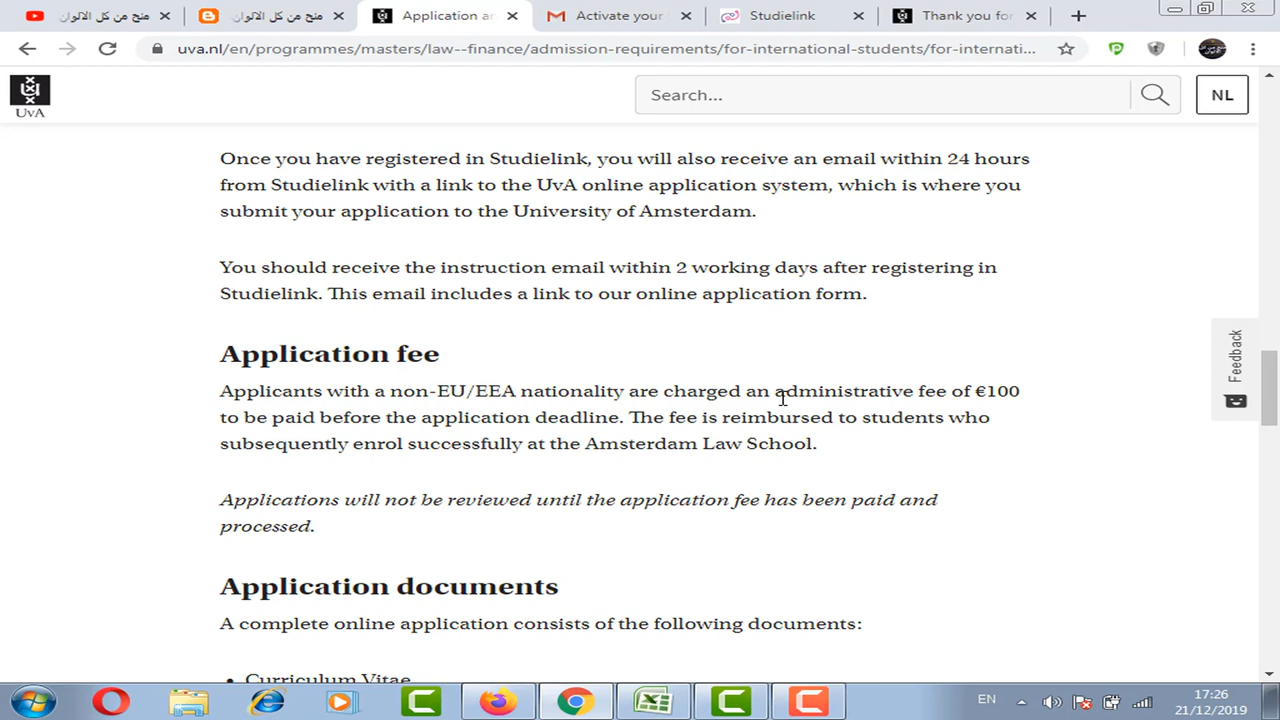 منح من كل الالوان
منح من كل الالوان
Application a
Activate your
Studielink
Thank you fo
uva.nl/en/programmes/masters/law--finance/admission-requirements/for-international-students/for-internati...
UvA
Search...
NL
Once you have registered in Studielink, you will also receive an email within 24 hours
from Studielink with a link to the UvA online application system, which is where you
submit your application to the University of Amsterdam.
You should receive the instruction email within 2 working days after registering in
Studielink. This email includes a link to our online application form.
Application fee
Applicants with a non-EU/EEA nationality are charged an administrative fee of €100
to be paid before the application deadline. The fee is reimbursed to students who
subsequently enrol successfully at the Amsterdam Law School.
Applications will not be reviewed until the application fee has been paid and
processed.
Application documents
A complete online application consists of the following documents:
• Curriculum Vitae
Feedback
EN
17:26
21/12/2019